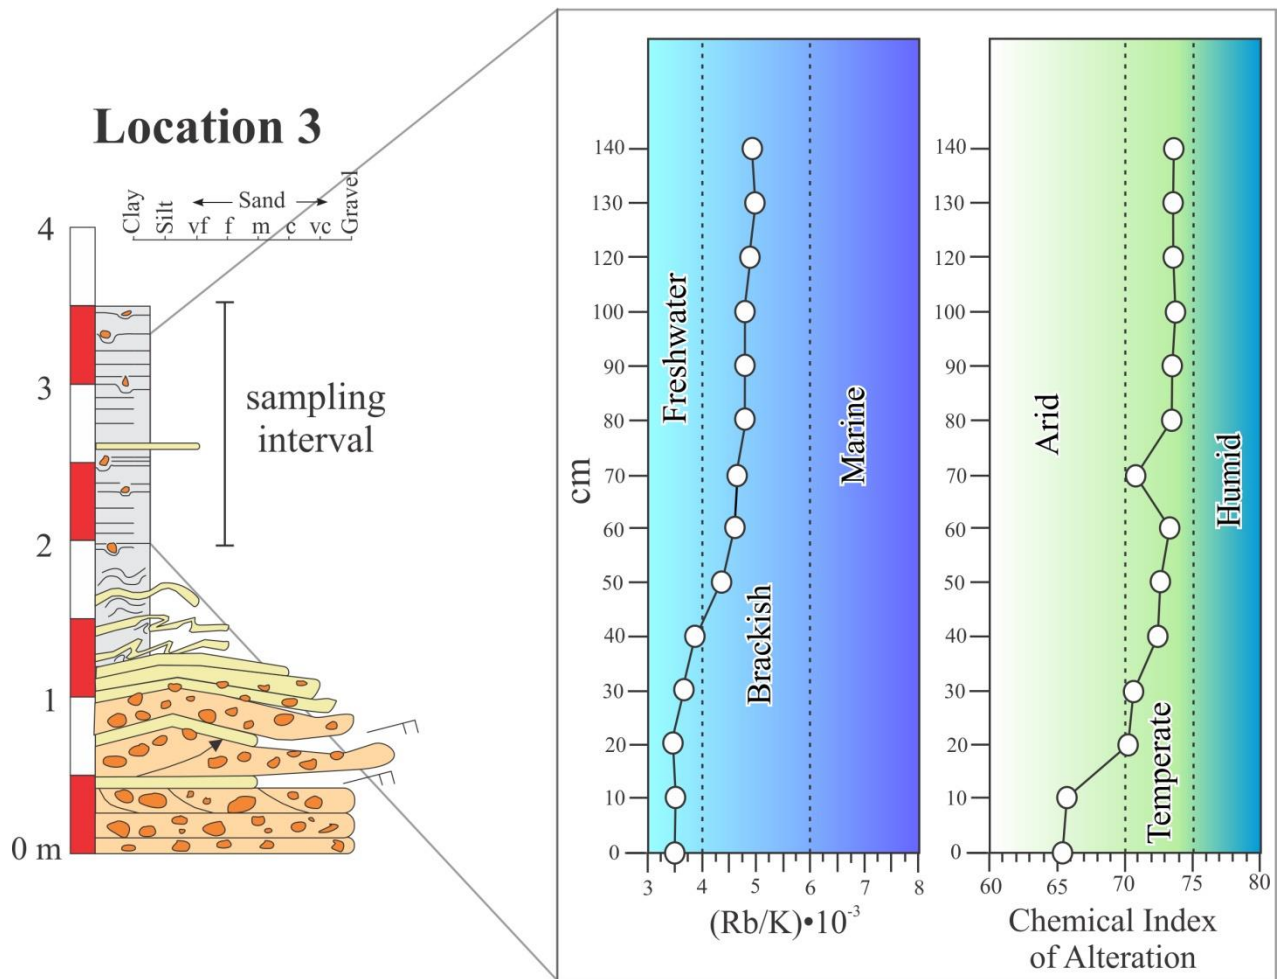 Location 3
Clay
Silt
Sand
Gravel
vf f m c vc
4
3
2
1
0 m
sampling
interval
140
130
120
100
90
80
70
60
50
40
30
20
10
0
cm
Freshwater
Brackish
Marine
3 4 5 6 7 8
(Rb/K)•10⁻³
140
130
120
100
90
80
70
60
50
40
30
20
10
0
Arid
Temperate
Humid
60 65 70 75 80
Chemical Index
of Alteration